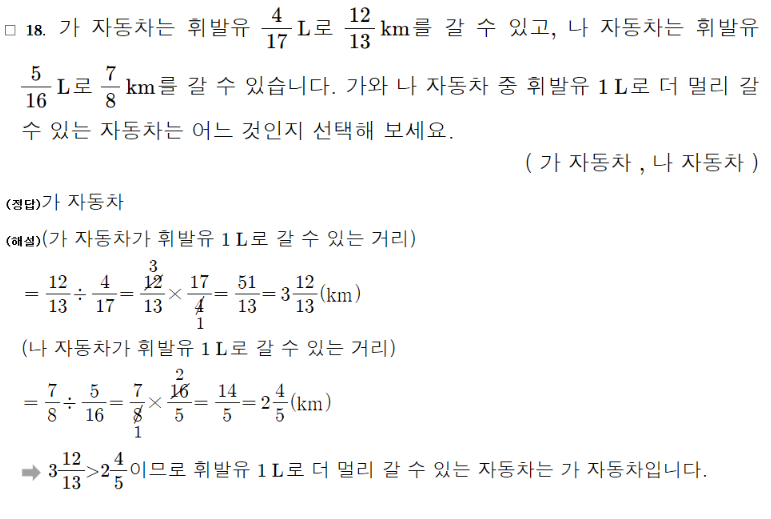 □ 18. 가 자동차는 휘발유 4/17 L로 12/13 km를 갈 수 있고, 나 자동차는 휘발유
5/16 L로 7/8 km를 갈 수 있습니다. 가와 나 자동차 중 휘발유 1 L로 더 멀리 갈
수 있는 자동차는 어느 것인지 선택해 보세요.
( 가 자동차 , 나 자동차 )
(정답)가 자동차
(해설)(가 자동차가 휘발유 1 L로 갈 수 있는 거리)
= 12/13 ÷ 4/17 = 12/13 (12→3) × 17/4 (4→1) = 51/13 = 3 12/13 (km)
(나 자동차가 휘발유 1 L로 갈 수 있는 거리)
= 7/8 ÷ 5/16 = 7/8 (8→1) × 16/5 (16→2) = 14/5 = 2 4/5 (km)
➡ 3 12/13 > 2 4/5 이므로 휘발유 1 L로 더 멀리 갈 수 있는 자동차는 가 자동차입니다.